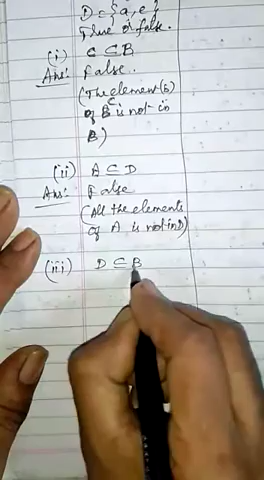 D = {a, e}
True or false.
(i) C ⊆ B
Ans: False.
(The element(s)
of C is not in
B)
(ii) A ⊆ D
Ans: False
(All the elements
of A is not in D)
(iii) D ⊂ B